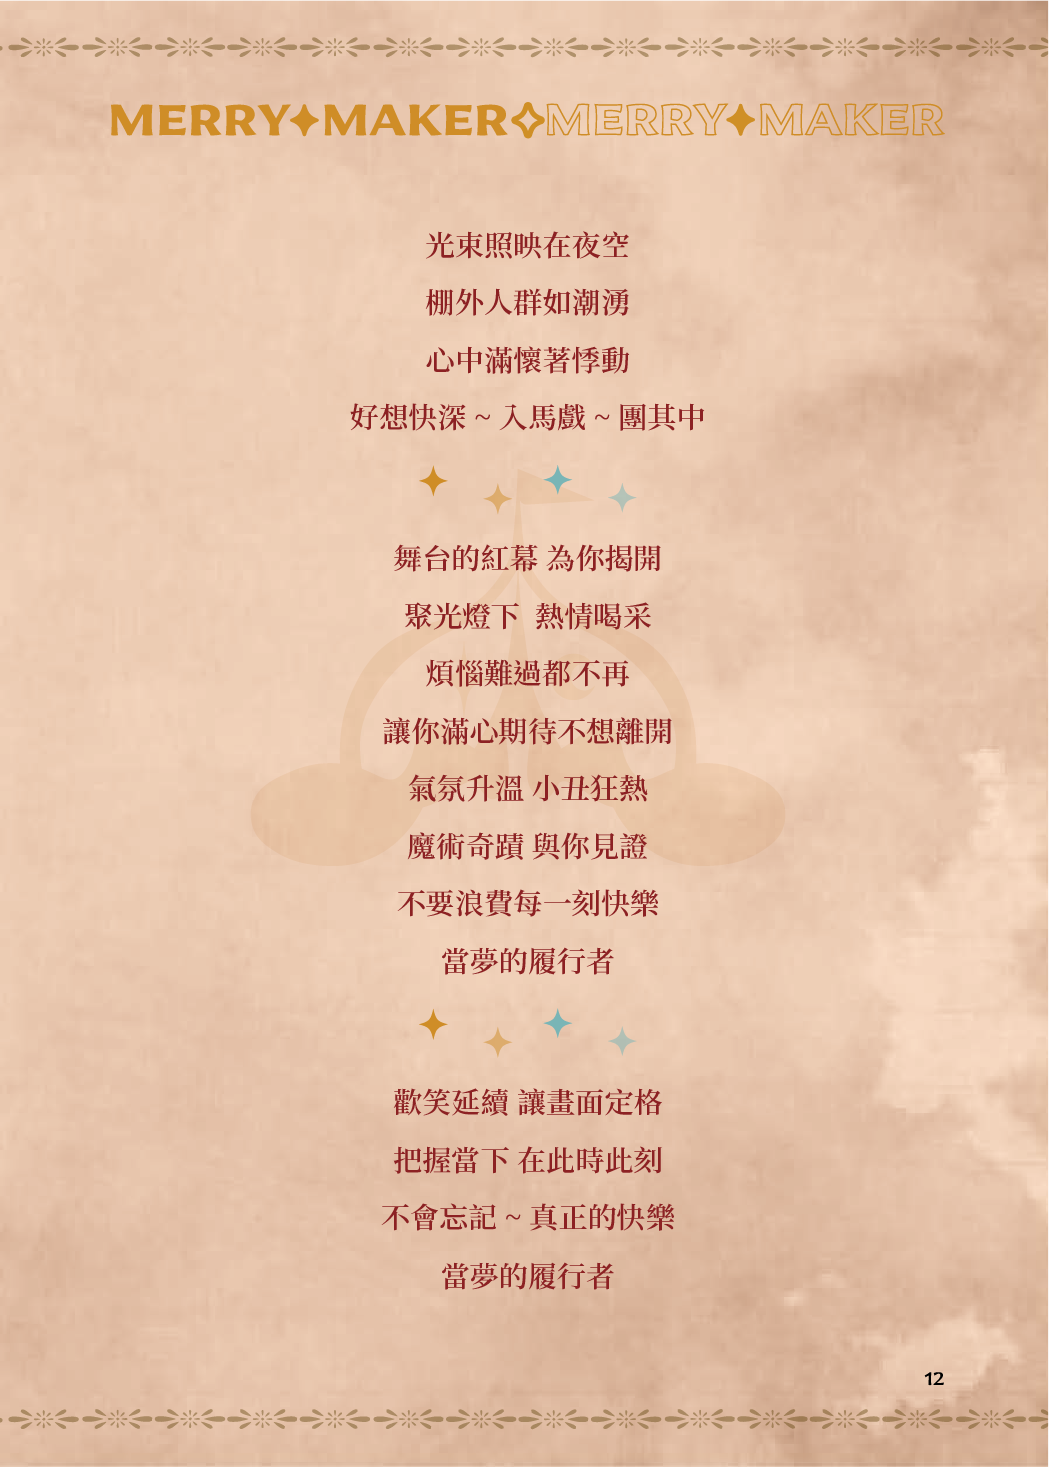 MERRY✦MAKER✧MERRY✦MAKER
光束照映在夜空
棚外人群如潮湧
心中滿懷著悸動
好想快深 ~ 入馬戲 ~ 團其中
舞台的紅幕 為你揭開
聚光燈下 熱情喝采
煩惱難過都不再
讓你滿心期待不想離開
氣氛升溫 小丑狂熱
魔術奇蹟 與你見證
不要浪費每一刻快樂
當夢的履行者
歡笑延續 讓畫面定格
把握當下 在此時此刻
不會忘記 ~ 真正的快樂
當夢的履行者
12